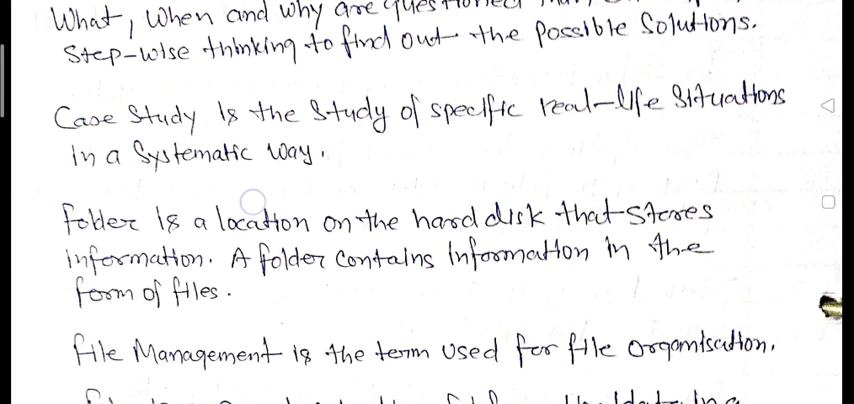 What, when and why are questioned
Step-wise thinking to find out the possible solutions.
Case Study is the study of specific real-life situations
in a systematic way.
Folder is a location on the hard disk that stores
information. A folder contains information in the
form of files.
File Management is the term used for file organisation.